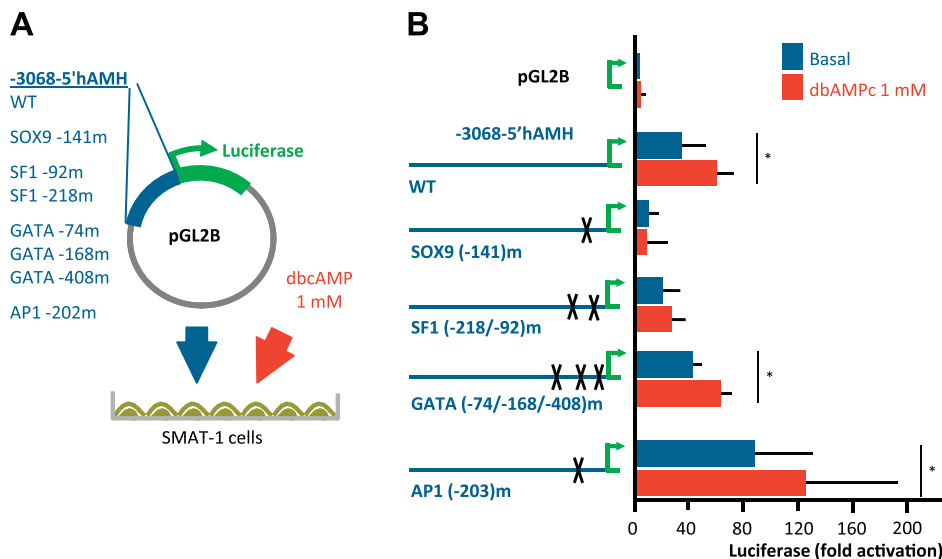 A
-3068-5'hAMH
WT
SOX9 -141m
SF1 -92m
SF1 -218m
GATA -74m
GATA -168m
GATA -408m
AP1 -202m
Luciferase
pGL2B
dbcAMP
1 mM
SMAT-1 cells
B
Basal
dbAMPc 1 mM
pGL2B
-3068-5’hAMH
WT
*
SOX9 (-141)m
SF1 (-218/-92)m
GATA (-74/-168/-408)m
*
AP1 (-203)m
*
0 40 80 120 160 200
Luciferase (fold activation)